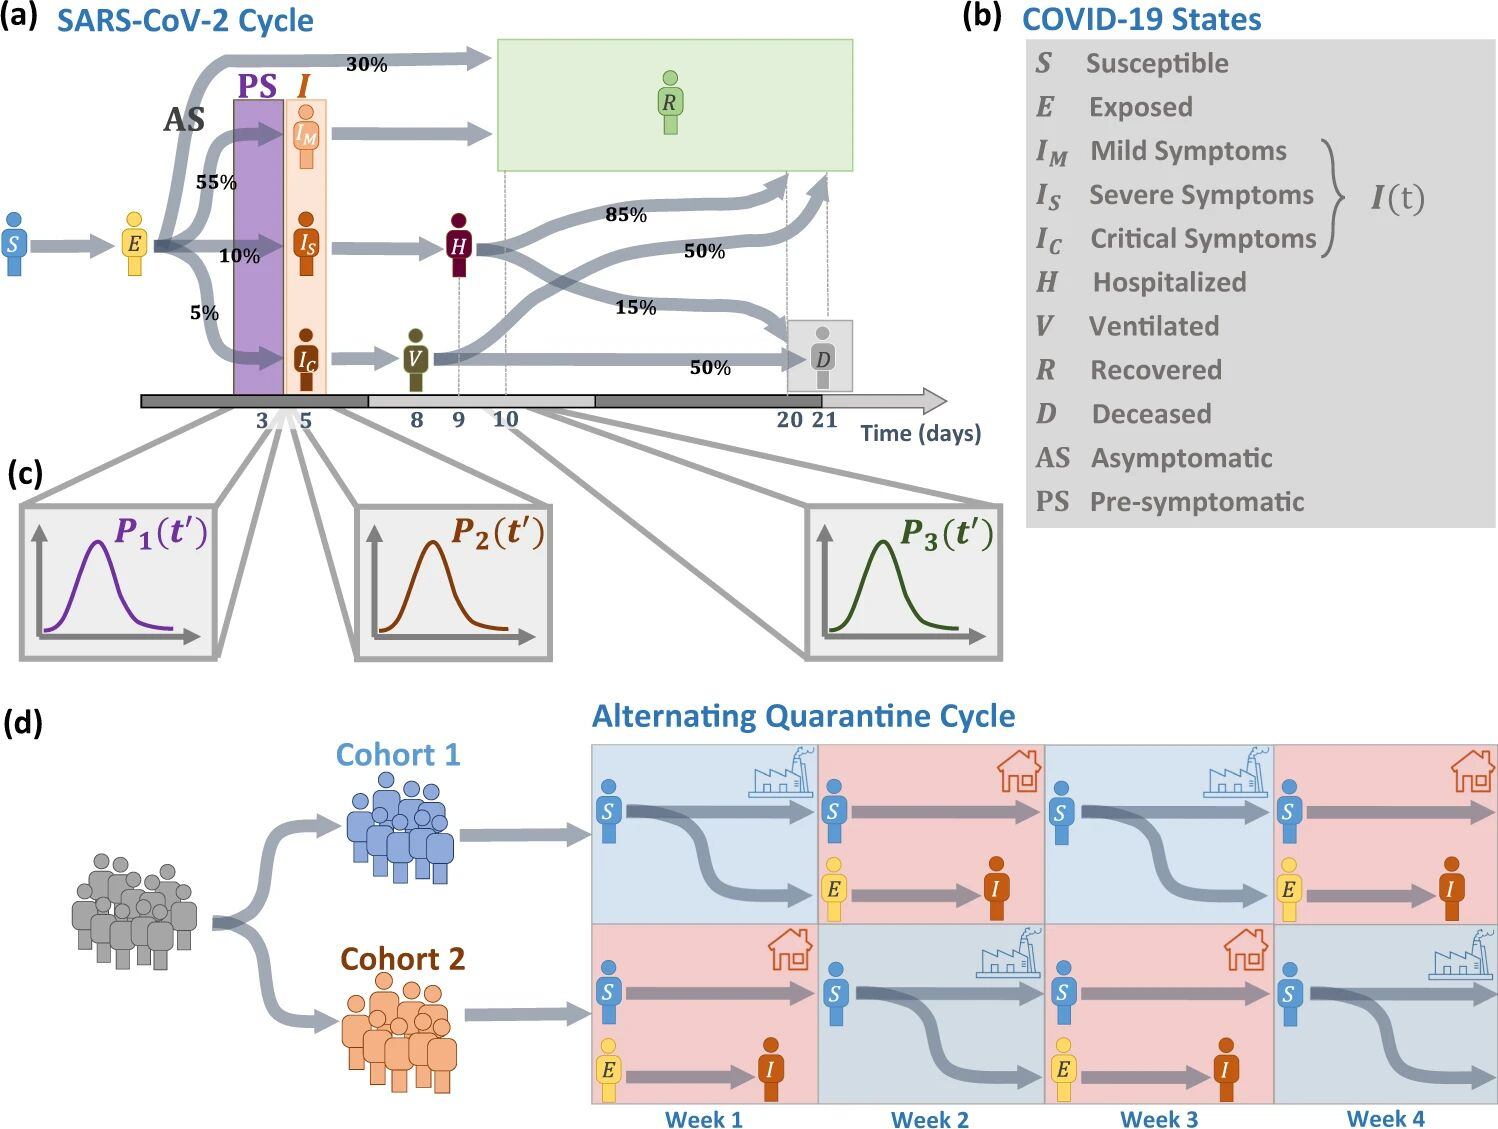 (a) SARS-CoV-2 Cycle
30%
PS I
R
AS
I_M
55%
S E 10% I_S H
85%
50%
5%
15%
I_C V 50% D
3 5 8 9 10 20 21
Time (days)
(b) COVID-19 States
S Susceptible
E Exposed
I_M Mild Symptoms
I_S Severe Symptoms I(t)
I_C Critical Symptoms
H Hospitalized
V Ventilated
R Recovered
D Deceased
AS Asymptomatic
PS Pre-symptomatic
(c)
P₁(t′) P₂(t′) P₃(t′)
(d)
Alternating Quarantine Cycle
Cohort 1
S S S S
E I E I
Cohort 2
S S S S
E I E I
Week 1 Week 2 Week 3 Week 4